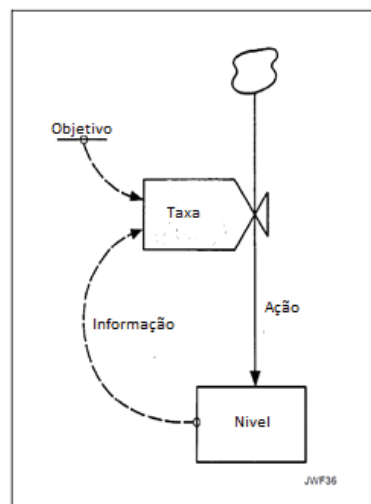 Objetivo
Taxa
Ação
Informação
Nivel
JWF36